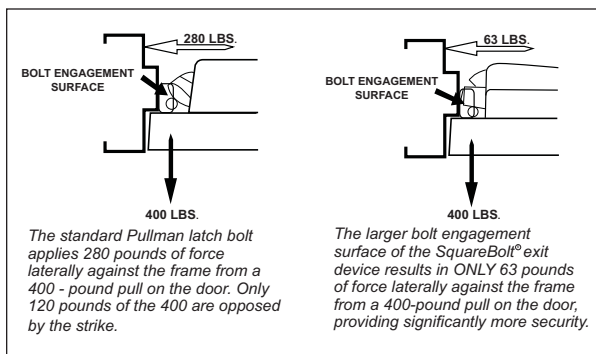 280 LBS.
BOLT ENGAGEMENT
SURFACE
400 LBS.
The standard Pullman latch bolt
applies 280 pounds of force
laterally against the frame from a
400 - pound pull on the door. Only
120 pounds of the 400 are opposed
by the strike.
63 LBS.
BOLT ENGAGEMENT
SURFACE
400 LBS.
The larger bolt engagement
surface of the SquareBolt® exit
device results in ONLY 63 pounds
of force laterally against the frame
from a 400-pound pull on the door,
providing significantly more security.